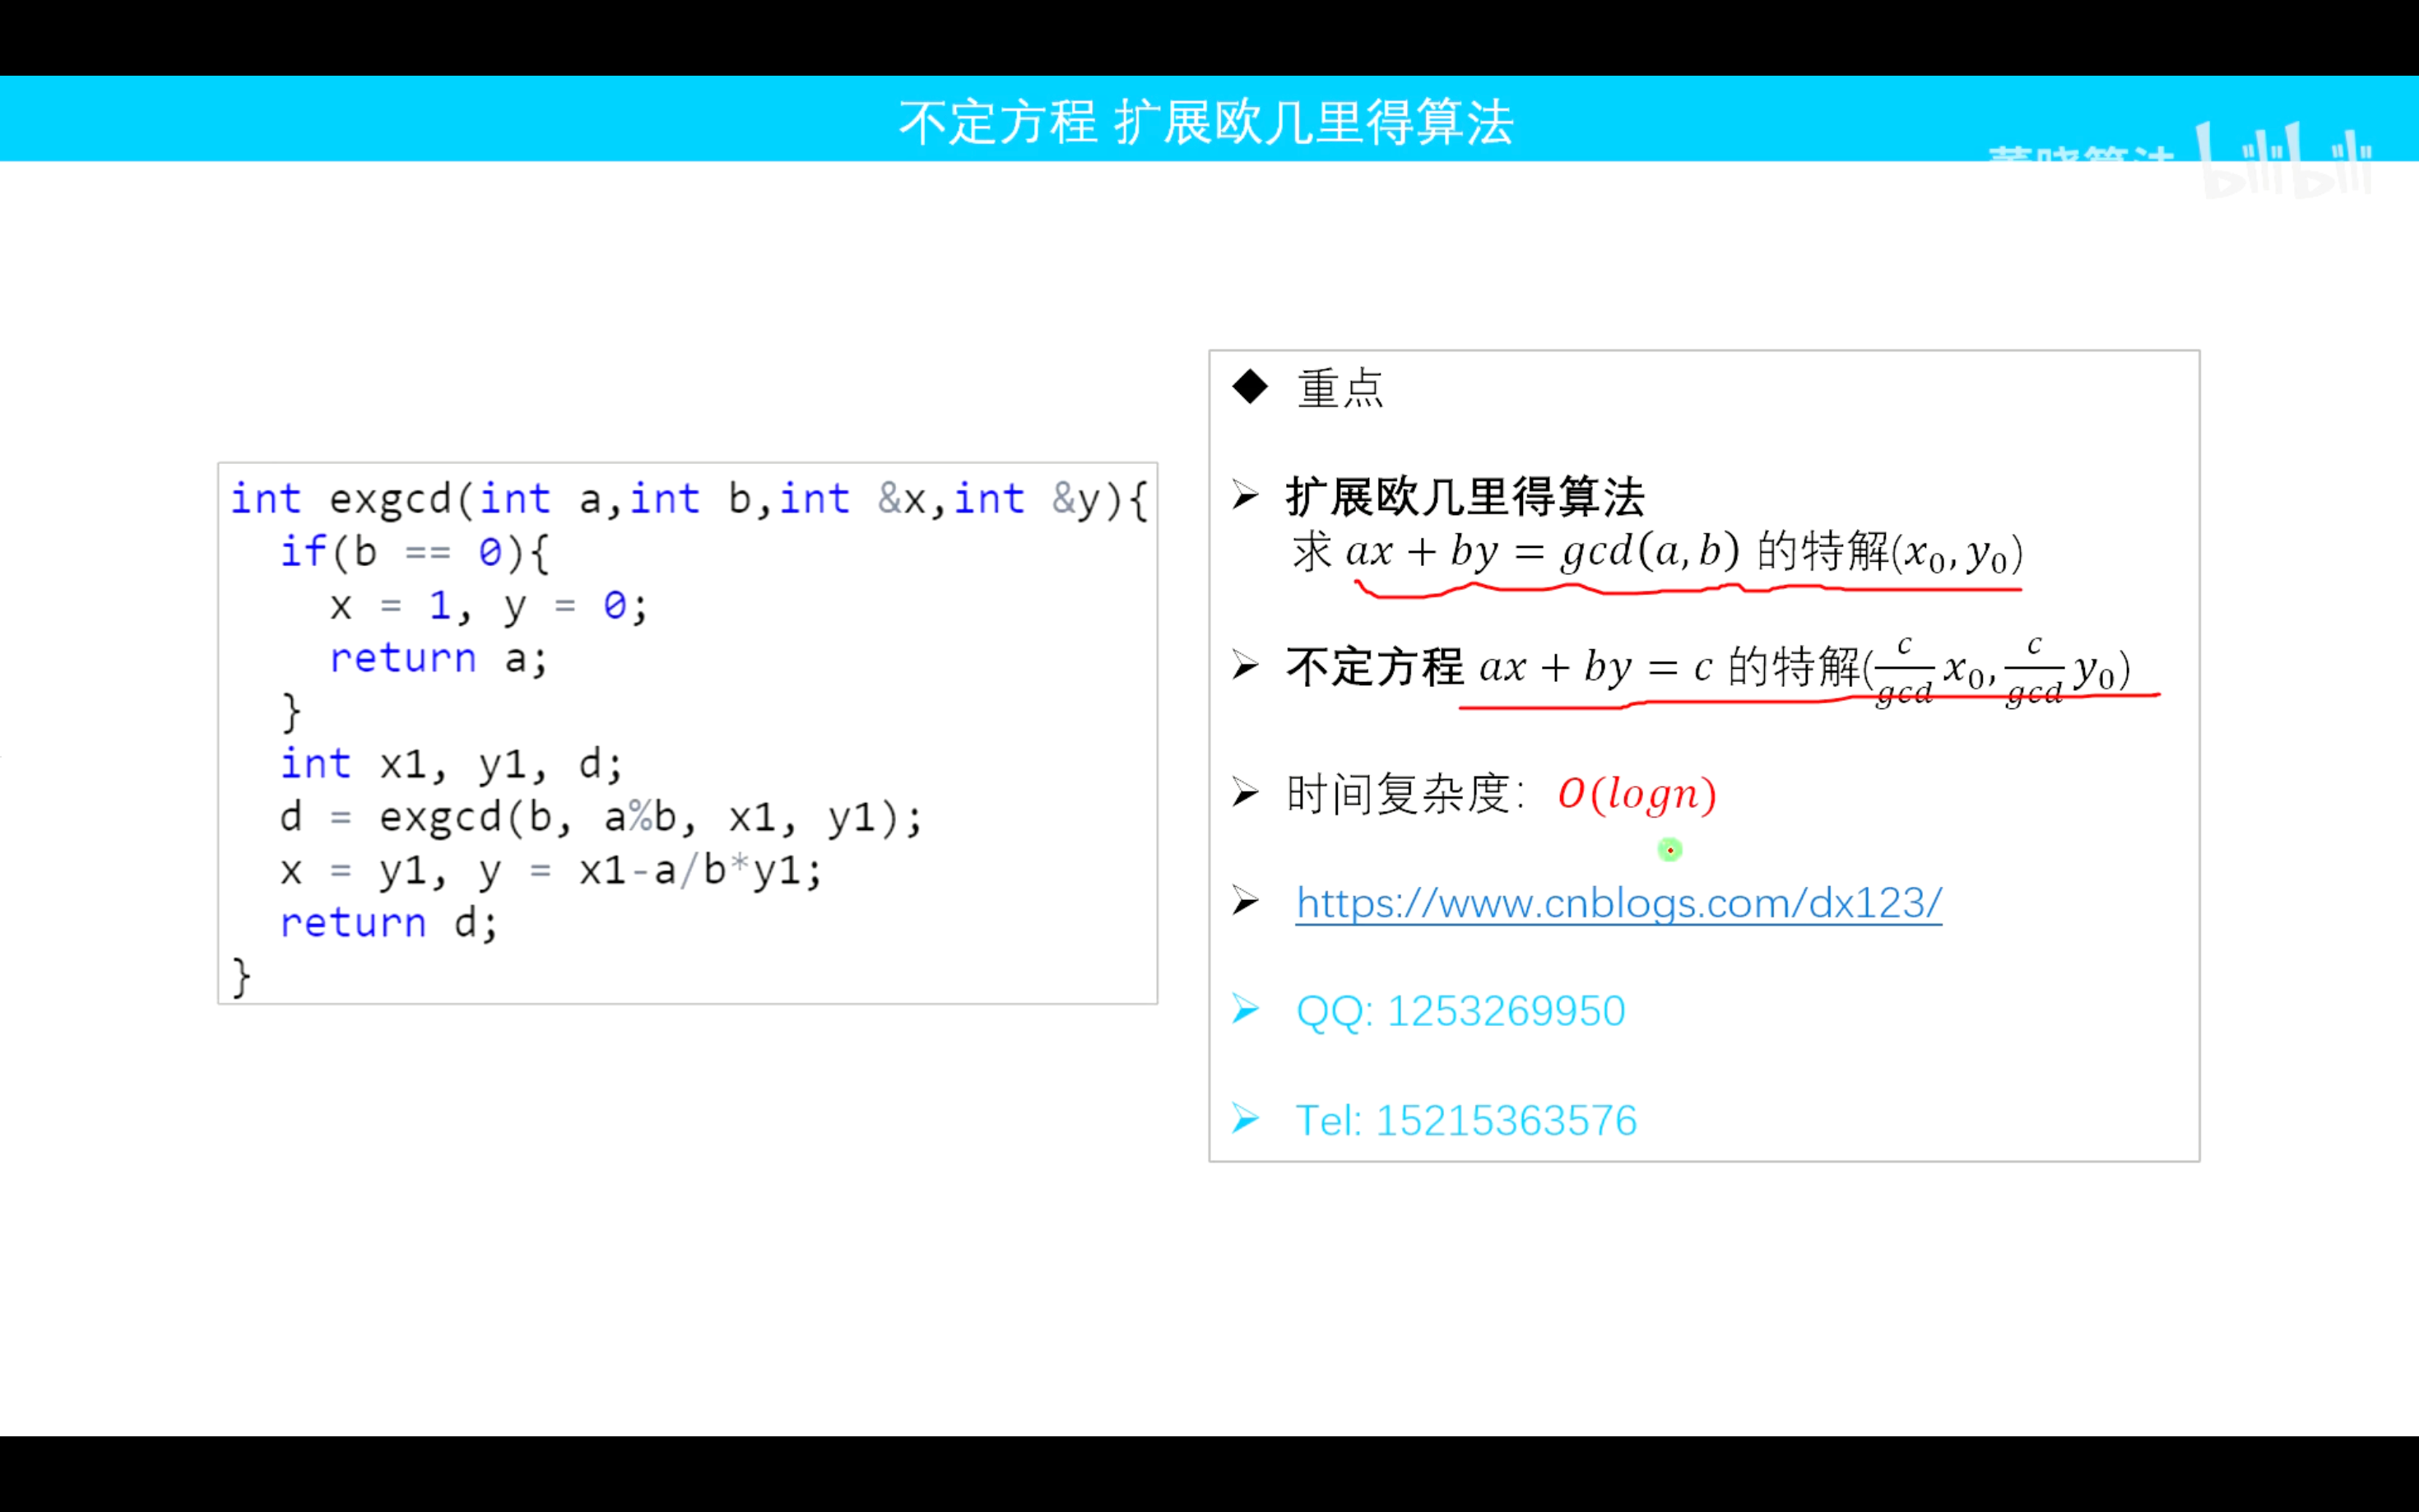 不定方程 扩展欧几里得算法
bilibili
int exgcd(int a,int b,int &x,int &y){
if(b == 0){
x = 1, y = 0;
return a;
}
int x1, y1, d;
d = exgcd(b, a%b, x1, y1);
x = y1, y = x1-a/b*y1;
return d;
}
◆ 重点
➢ 扩展欧几里得算法
求 ax + by = gcd(a, b) 的特解(x₀, y₀)
➢ 不定方程 ax + by = c 的特解(c/gcd x₀, c/gcd y₀)
➢ 时间复杂度：O(logn)
➢ https://www.cnblogs.com/dx123/
➢ QQ: 1253269950
➢ Tel: 15215363576